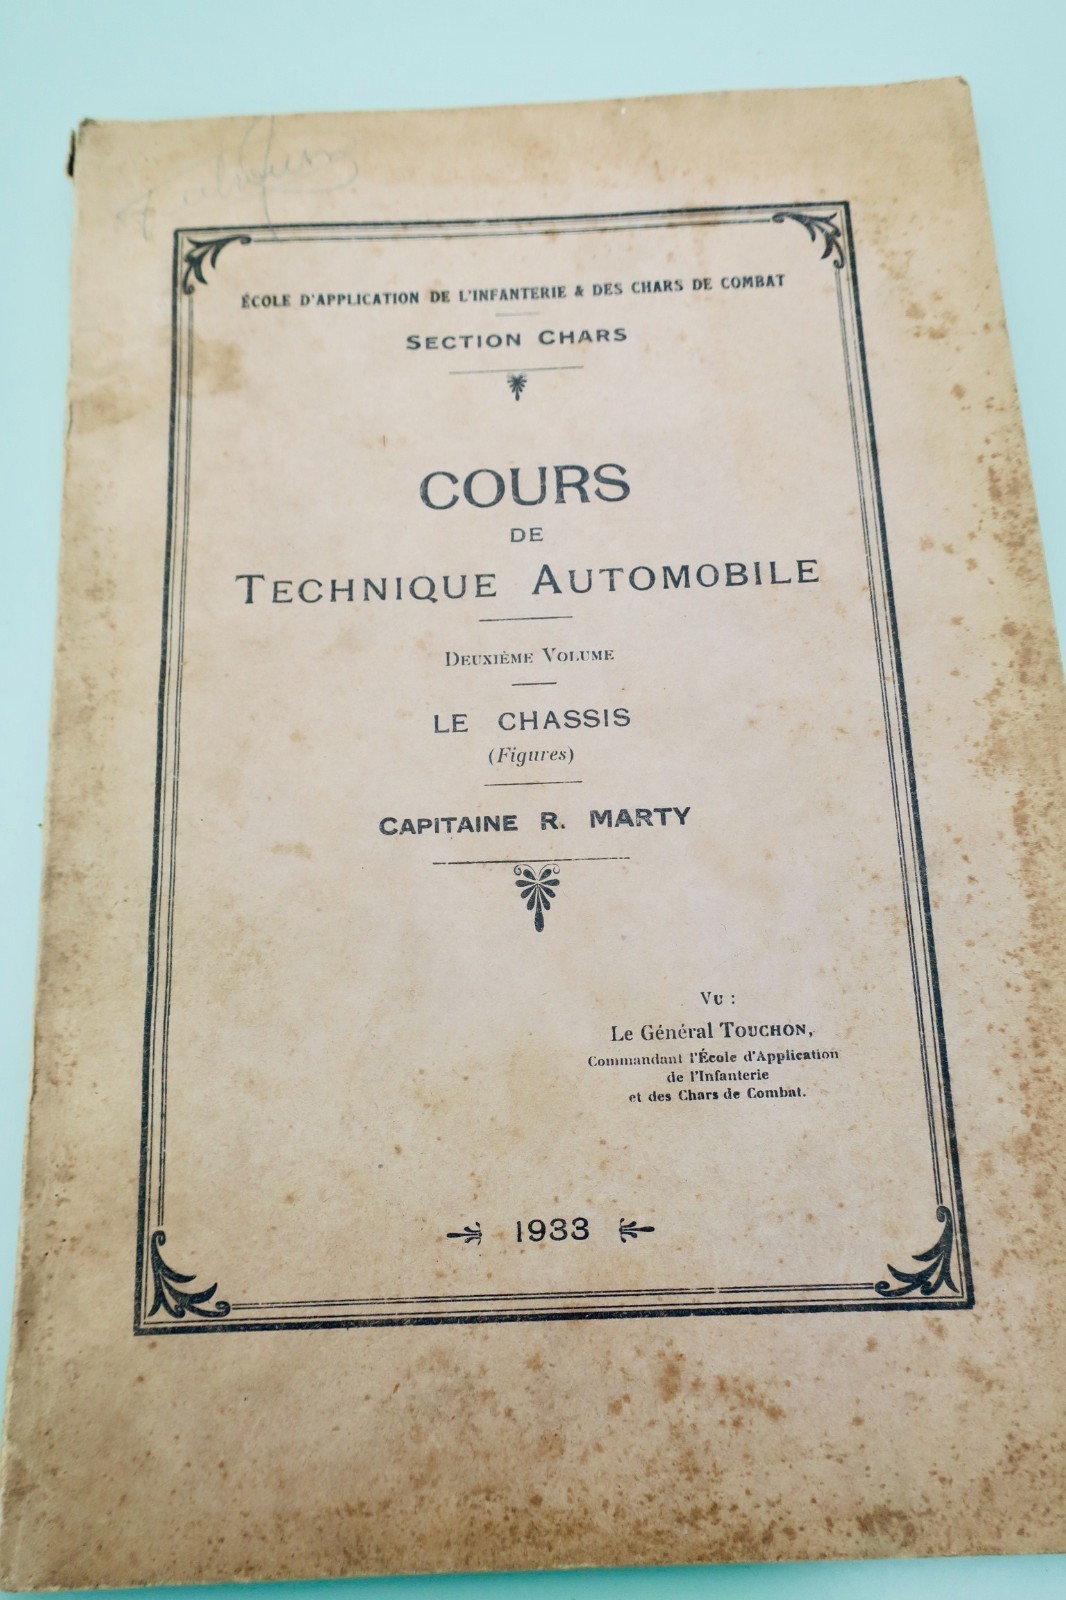 ÉCOLE D'APPLICATION DE L'INFANTERIE & DES CHARS DE COMBAT
SECTION CHARS
COURS
DE
TECHNIQUE AUTOMOBILE
DEUXIÈME VOLUME
LE CHASSIS
(Figures)
CAPITAINE R. MARTY
VU :
Le Général TOUCHON,
Commandant l'École d'Application
de l'Infanterie
et des Chars de Combat.
1933